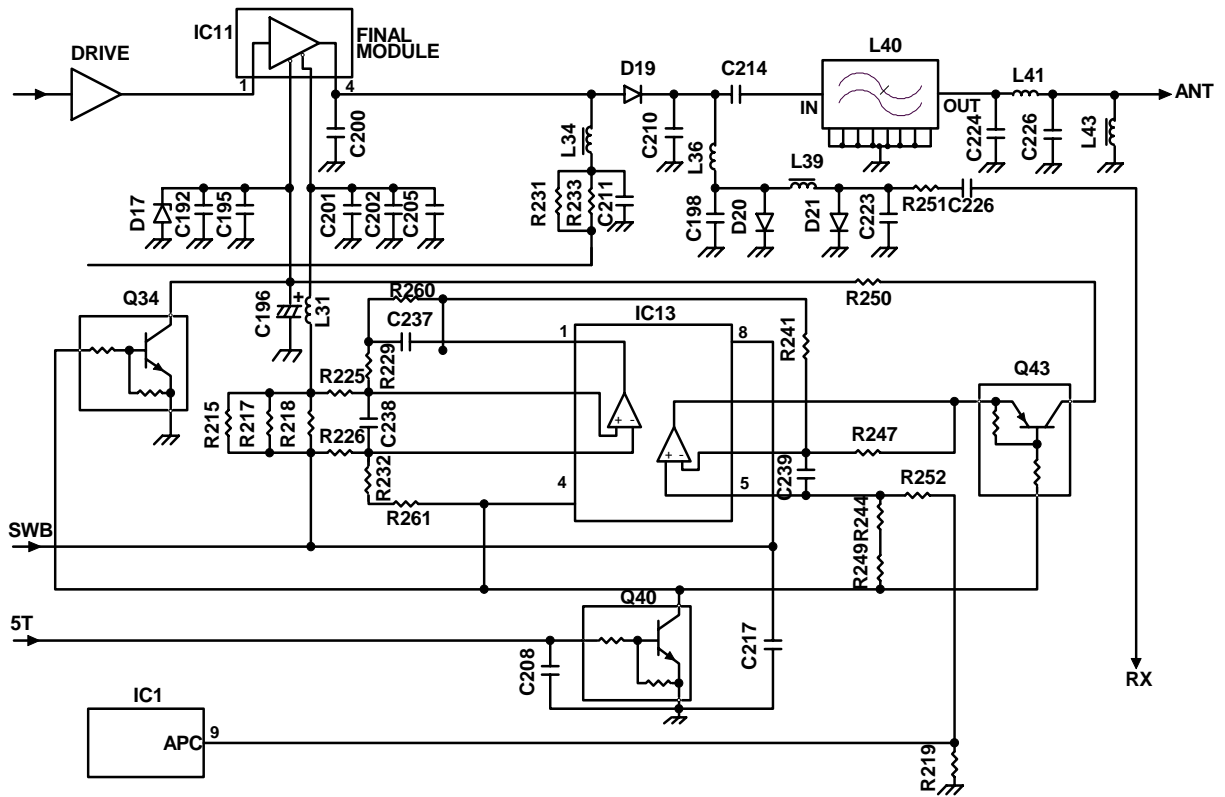 IC11
FINAL
MODULE
DRIVE
1
4
C200
L34
D19
C214
L40
L41
ANT
IN
OUT
C210
L36
C224
C226
L43
D17
C192
C195
C201
C202
C205
R231
R233
C211
L39
C198
D20
D21
C223
R251
C226
Q34
C196
+
L31
R260
C237
IC13
1
8
R241
R250
Q43
R229
R225
R215
R217
R218
C238
R226
R232
+ -
+ -
R247
C239
R252
4
5
R261
R244
R249
SWB
Q40
5T
C208
C217
RX
IC1
APC
9
R219